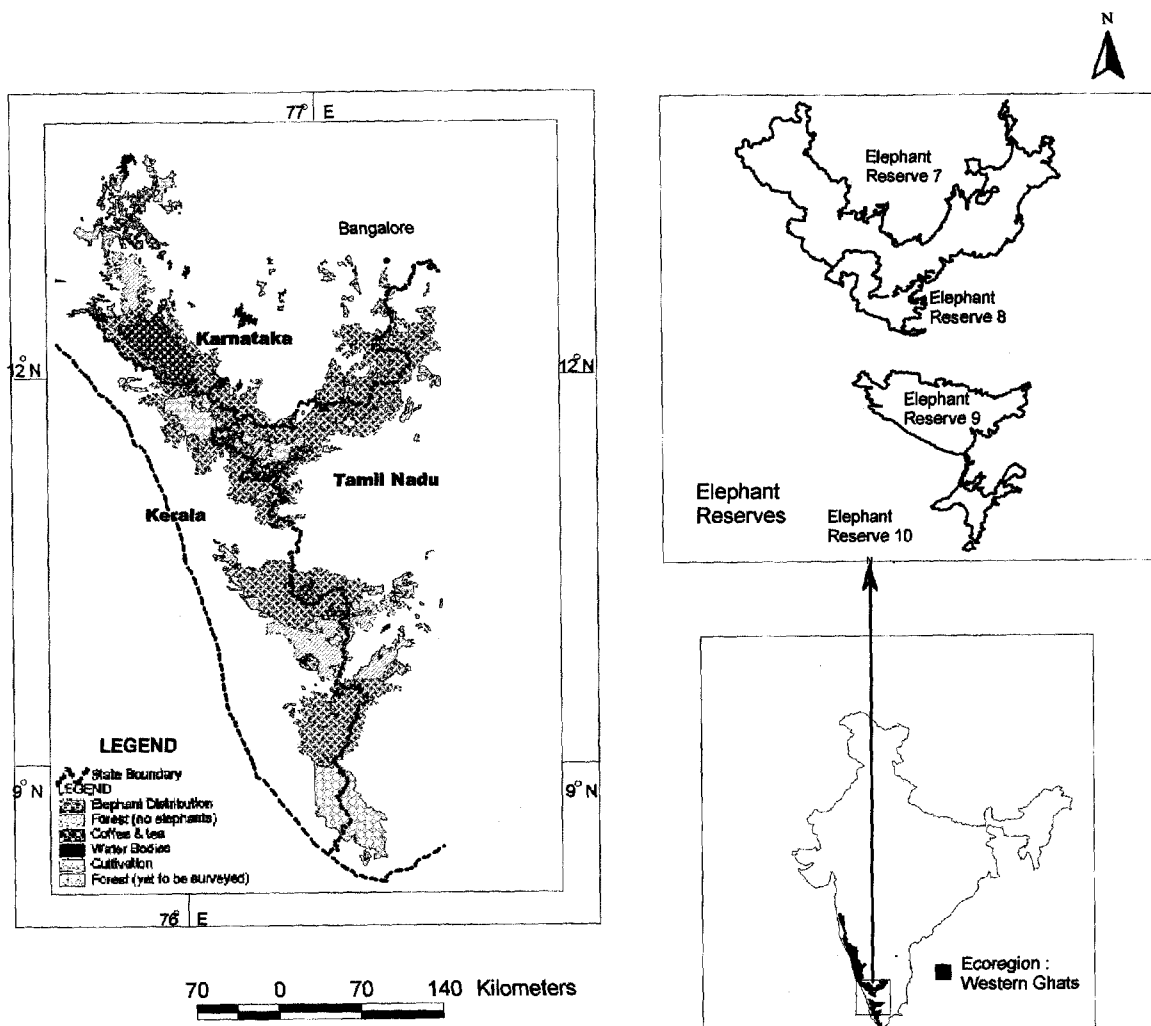 N
77° E
Bangalore
Karnataka
12° N
12° N
Tamil Nadu
Kerala
LEGEND
State Boundary
LEGEND
Elephant Distribution
Forest (no elephants)
Coffee & tea
Water Bodies
Cultivation
Forest (yet to be surveyed)
9° N
9° N
76° E
70 0 70 140 Kilometers
Elephant
Reserve 7
Elephant
Reserve 8
Elephant
Reserve 9
Elephant
Reserves
Elephant
Reserve 10
Ecoregion :
Western Ghats